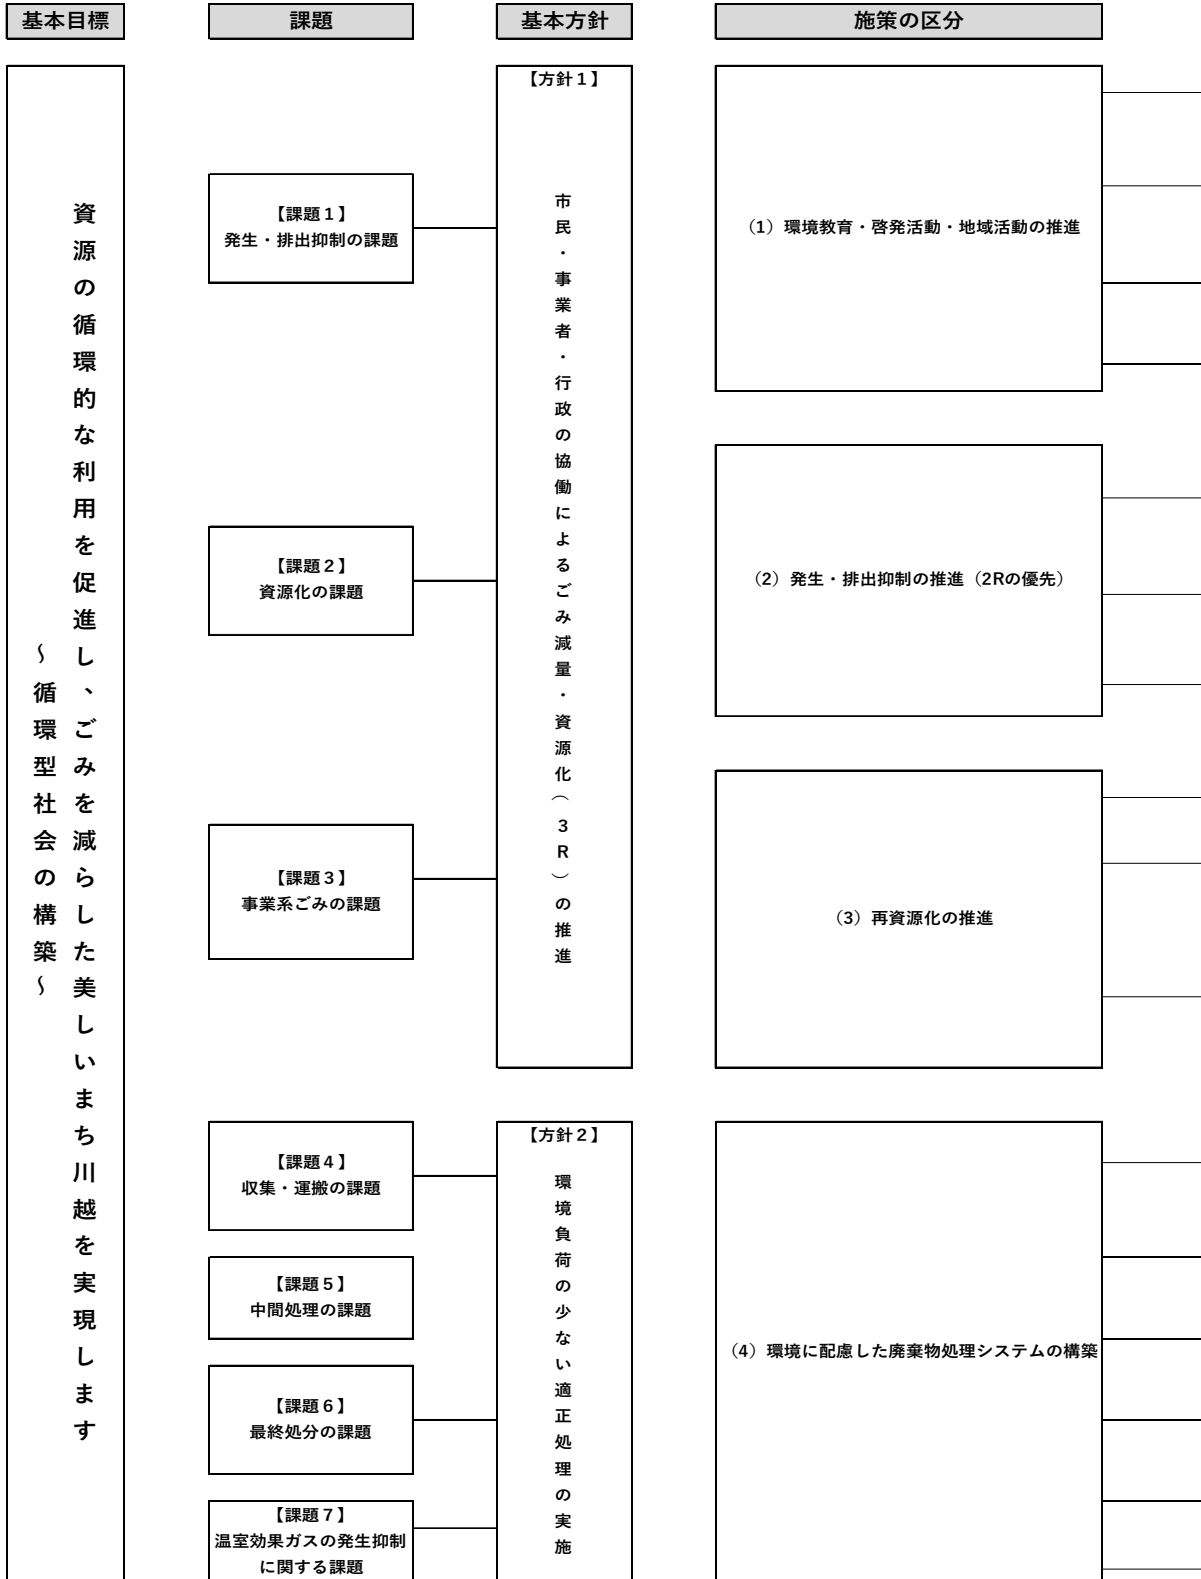 基本目標
課題
基本方針
施策の区分
資源の循環的な利用を促進し、ごみを減らした美しいまち川越を実現します
～循環型社会の構築～
【課題１】
発生・排出抑制の課題
【課題２】
資源化の課題
【課題３】
事業系ごみの課題
【課題４】
収集・運搬の課題
【課題５】
中間処理の課題
【課題６】
最終処分の課題
【課題７】
温室効果ガスの発生抑制
に関する課題
【方針１】
市民・事業者・行政の協働によるごみ減量・資源化（３Ｒ）の推進
【方針２】
環境負荷の少ない適正処理の実施
（1）環境教育・啓発活動・地域活動の推進
（2）発生・排出抑制の推進（2Rの優先）
（3）再資源化の推進
（4）環境に配慮した廃棄物処理システムの構築